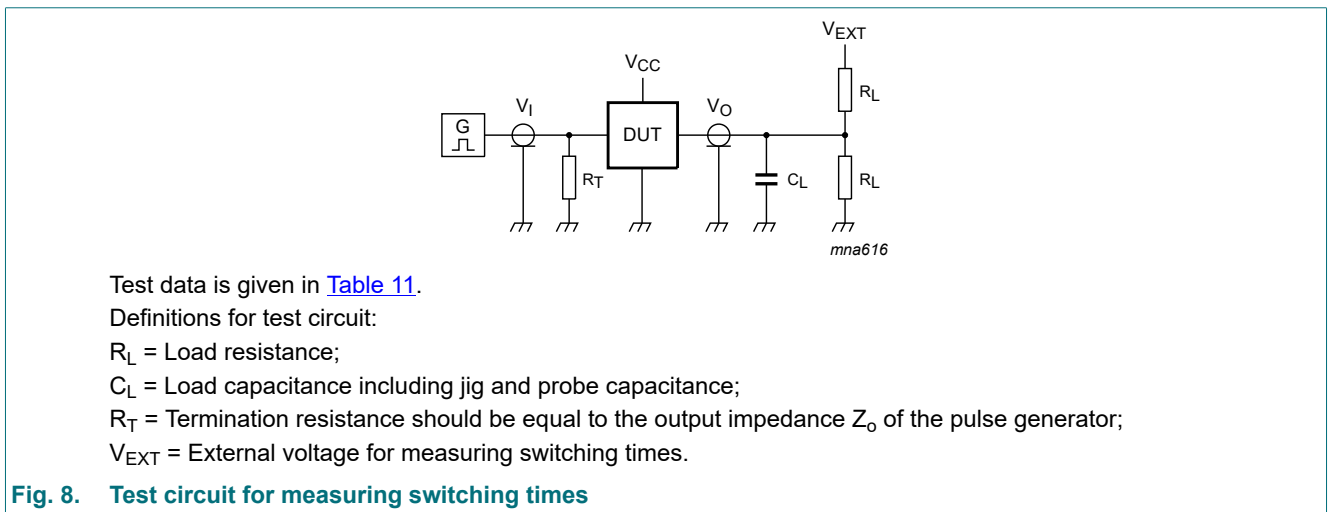 VEXT
RL
VCC
VI
VO
G
DUT
RT
CL
RL
mna616
Test data is given in Table 11.
Definitions for test circuit:
RL = Load resistance;
CL = Load capacitance including jig and probe capacitance;
RT = Termination resistance should be equal to the output impedance Zo of the pulse generator;
VEXT = External voltage for measuring switching times.
Fig. 8. Test circuit for measuring switching times